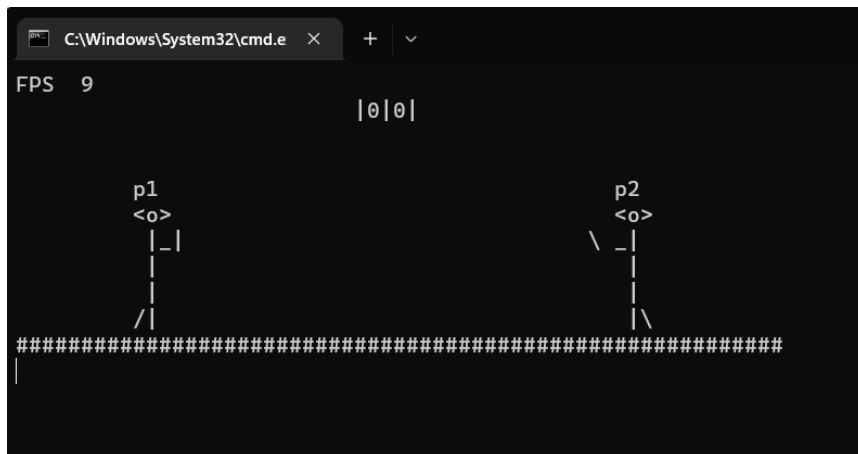 C:\Windows\System32\cmd.e
FPS  9
                          |0|0|
         p1                                   p2
         <o>                                  <o>
          |_|                               \ _|
          |                                    |
          |                                    |
         /|                                    |\
###########################################################